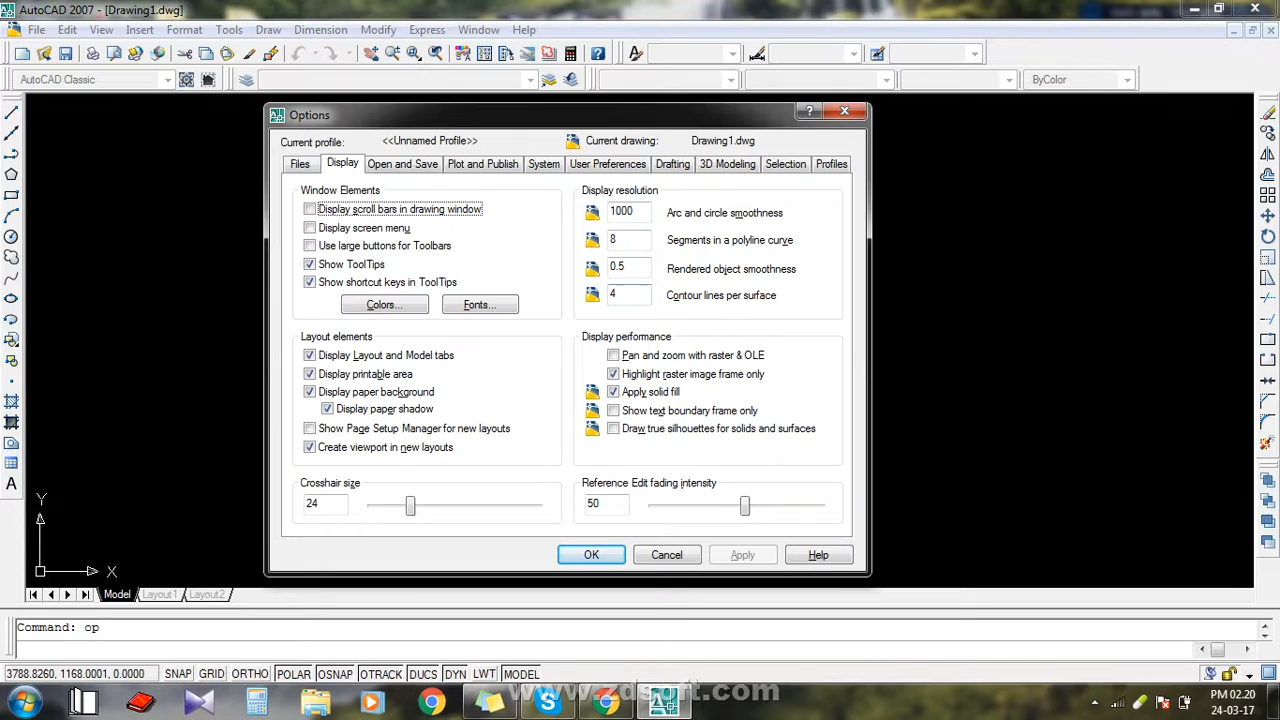 AutoCAD 2007 - [Drawing1.dwg]
File Edit View Insert Format Tools Draw Dimension Modify Express Window Help
AutoCAD Classic
ByColor
Options
Current profile: <<Unnamed Profile>> Current drawing: Drawing1.dwg
Files Display Open and Save Plot and Publish System User Preferences Drafting 3D Modeling Selection Profiles
Window Elements
Display scroll bars in drawing window
Display screen menu
Use large buttons for Toolbars
Show ToolTips
Show shortcut keys in ToolTips
Colors... Fonts...
Display resolution
1000 Arc and circle smoothness
8 Segments in a polyline curve
0.5 Rendered object smoothness
4 Contour lines per surface
Layout elements
Display Layout and Model tabs
Display printable area
Display paper background
Display paper shadow
Show Page Setup Manager for new layouts
Create viewport in new layouts
Display performance
Pan and zoom with raster & OLE
Highlight raster image frame only
Apply solid fill
Show text boundary frame only
Draw true silhouettes for solids and surfaces
Crosshair size
24
Reference Edit fading intensity
50
OK Cancel Apply Help
Y
X
Model Layout1 Layout2
Command: op
3788.8260, 1168.0001, 0.0000 SNAP GRID ORTHO POLAR OSNAP OTRACK DUCS DYN LWT MODEL
www.zdsoft.com
PM 02.20
24-03-17